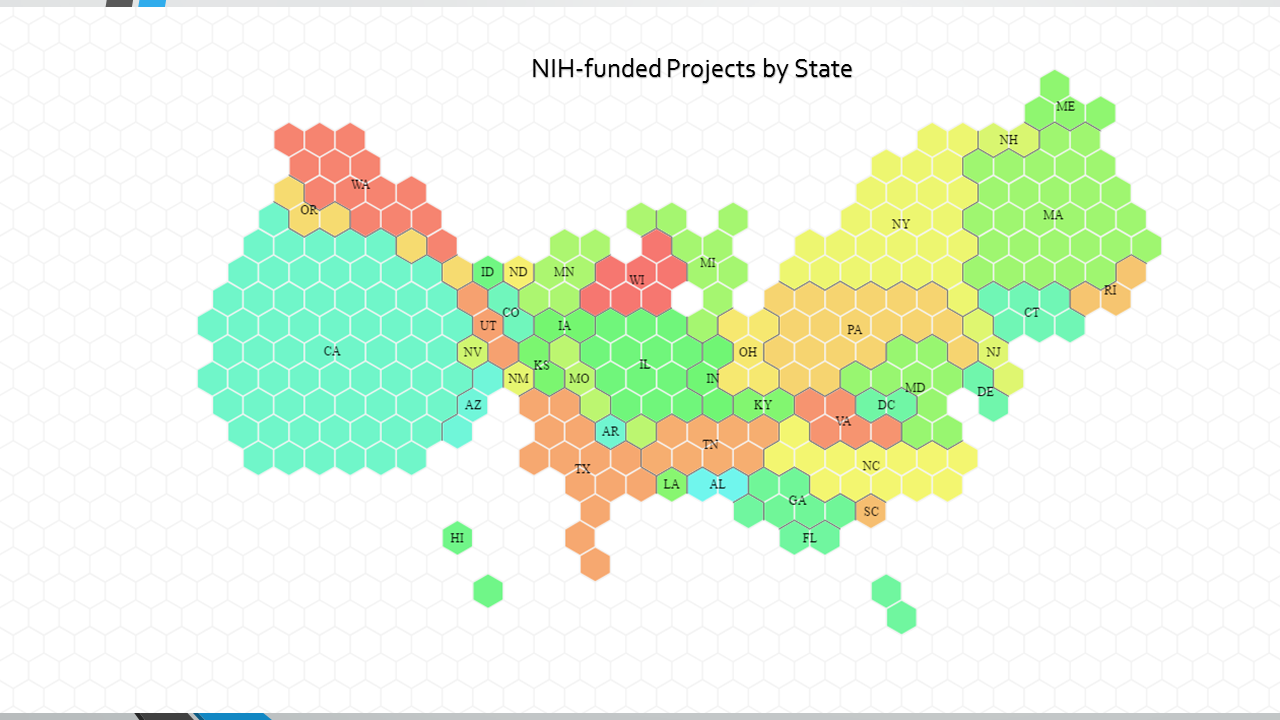 NIH-funded Projects by State
ME
NH
WA
OR
MA
NY
MI
ID
ND
MN
WI
RI
CO
CT
UT
IA
PA
CA
NV
OH
NJ
KS
IL
NM
MO
IN
MD
DE
AZ
KY
DC
VA
AR
TN
TX
NC
LA
AL
GA
SC
HI
FL